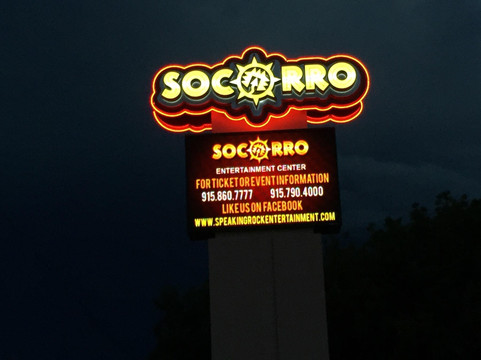 SOCORRO
SOCORRO
ENTERTAINMENT CENTER
FOR TICKET OR EVENT INFORMATION
915.860.7777 915.790.4000
LIKE US ON FACEBOOK
WWW.SPEAKINGROCKENTERTAINMENT.COM